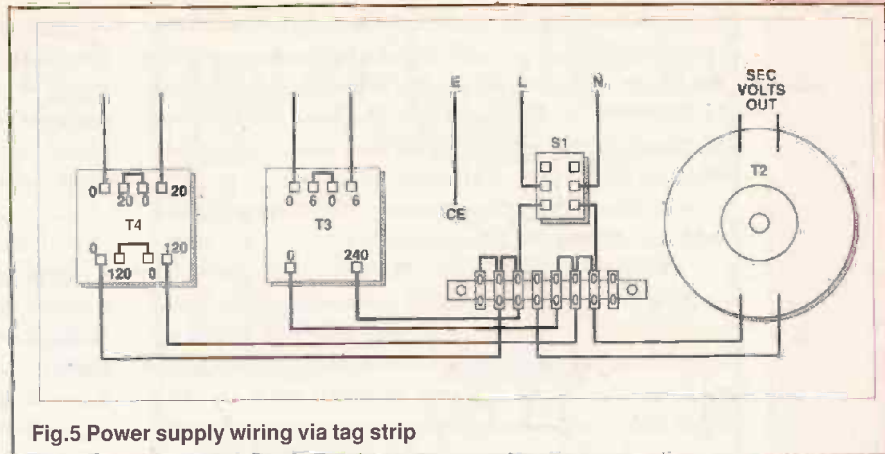 E L N
SEC
VOLTS
OUT
S1
T2
0 20 0 20
0 6 0 6
T4
T3
CE
0 120
120 0
0 240
Fig.5 Power supply wiring via tag strip